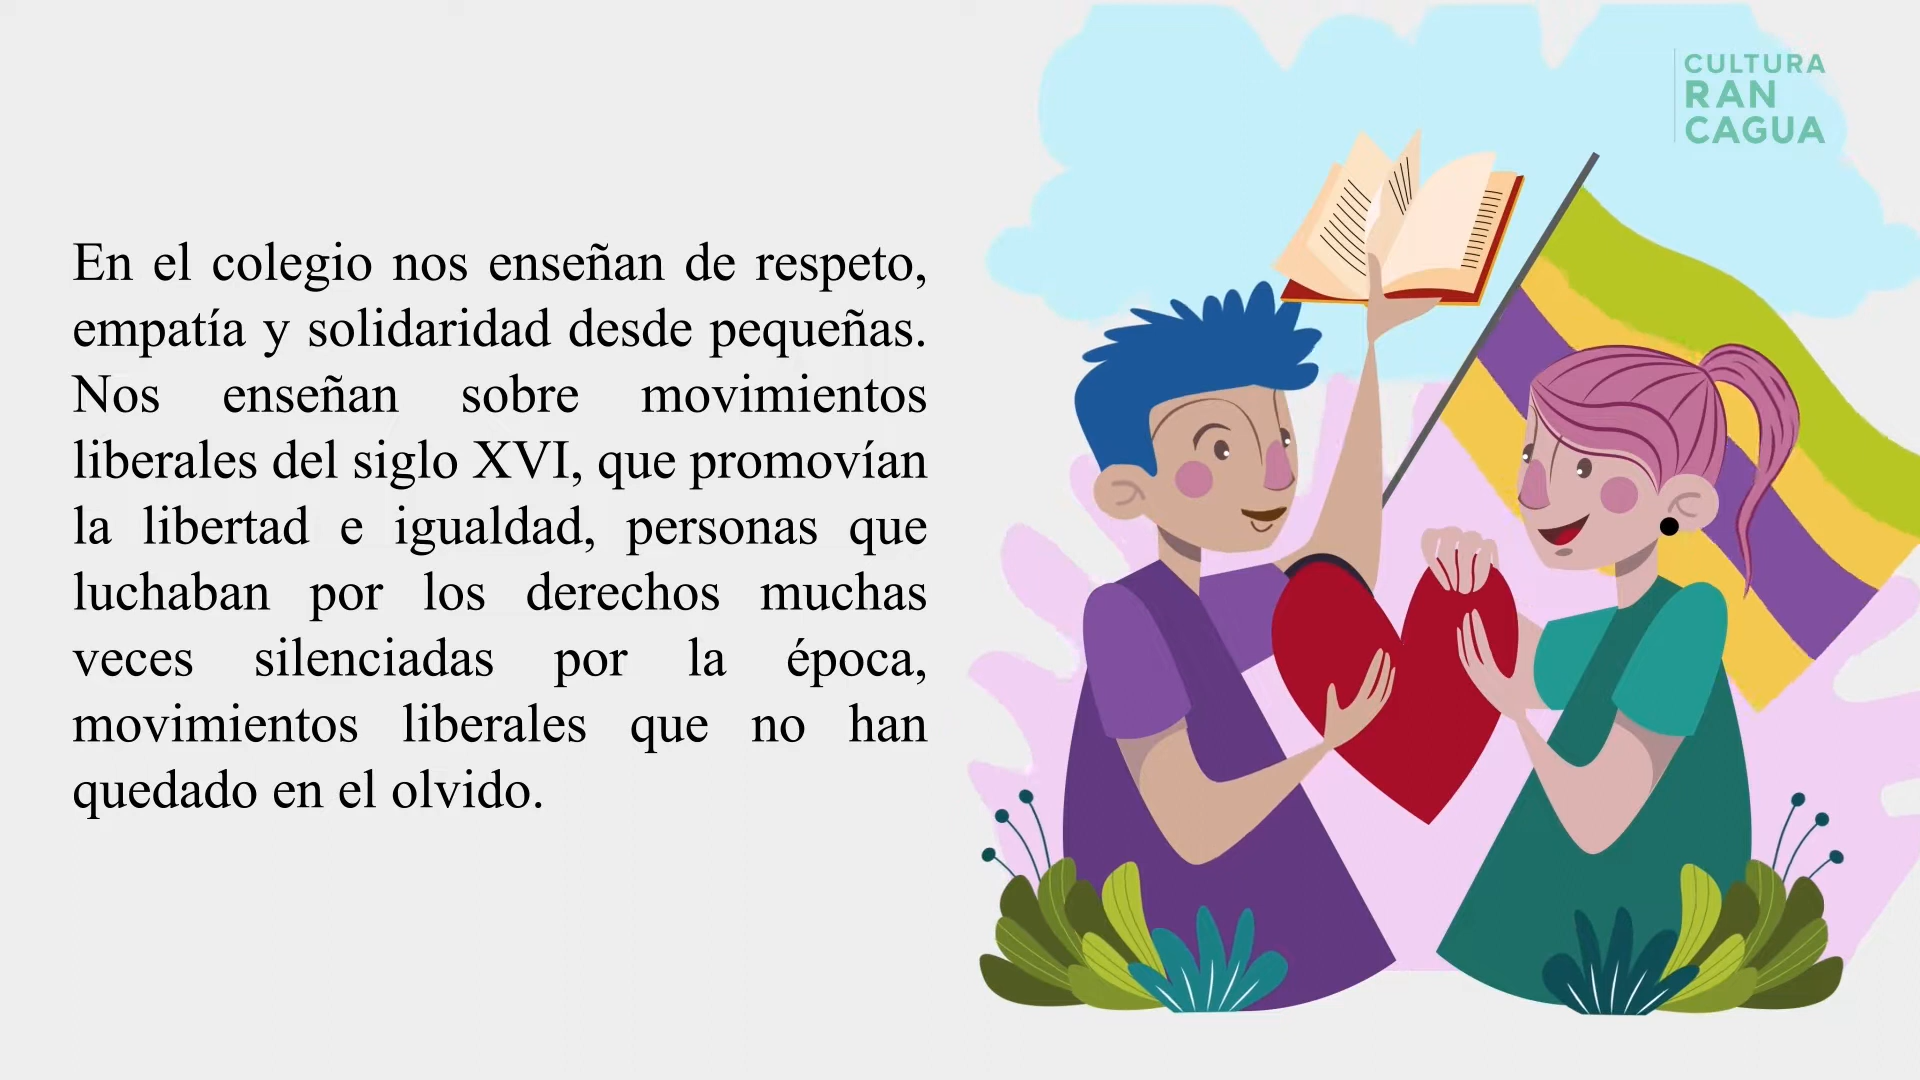 En el colegio nos enseñan de respeto,
empatía y solidaridad desde pequeñas.
Nos enseñan sobre movimientos
liberales del siglo XVI, que promovían
la libertad e igualdad, personas que
luchaban por los derechos muchas
veces silenciadas por la época,
movimientos liberales que no han
quedado en el olvido.
CULTURA
RAN
CAGUA